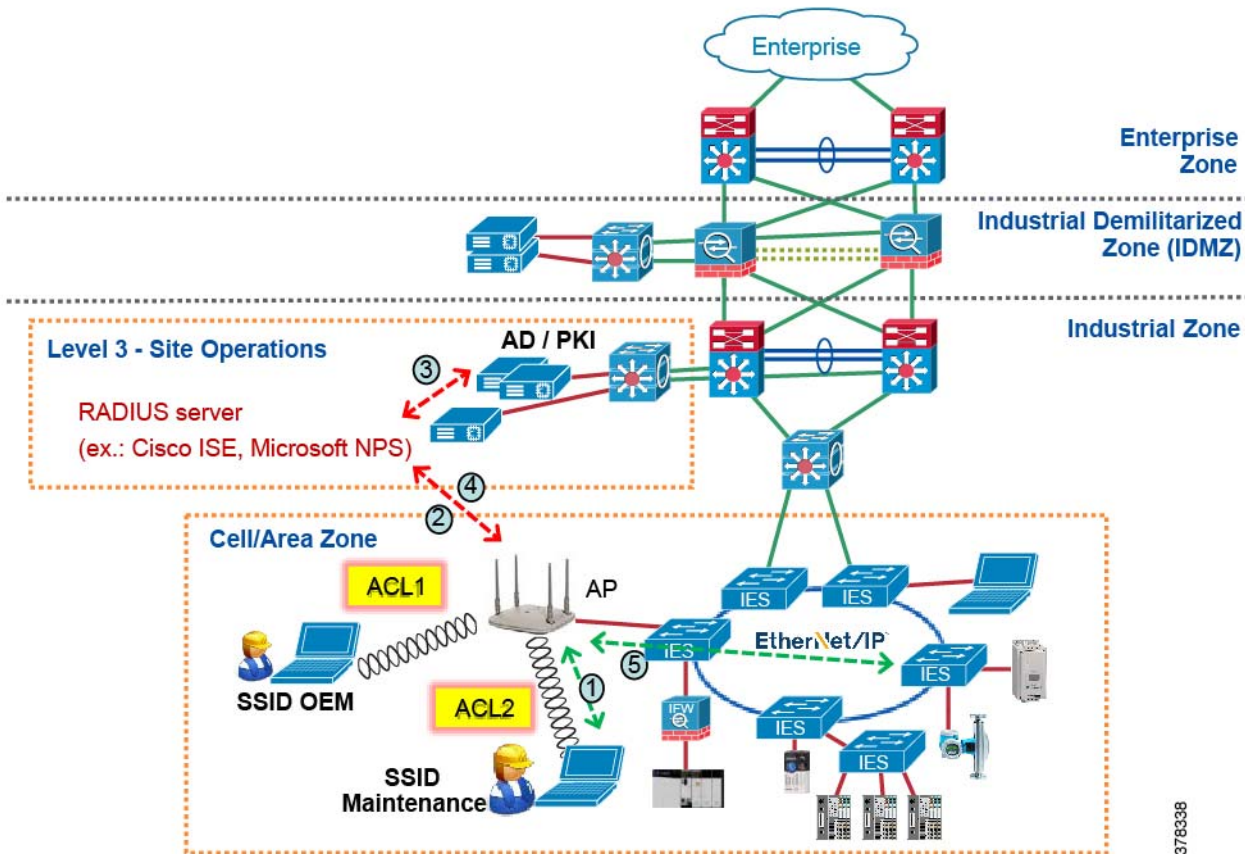 Enterprise
Enterprise
Zone
Industrial Demilitarized
Zone (IDMZ)
Industrial Zone
Level 3 - Site Operations
AD / PKI
3
RADIUS server
(ex.: Cisco ISE, Microsoft NPS)
4
2
Cell/Area Zone
ACL1
AP
IES
IES
EtherNet/IP
IES
IES
5
1
SSID OEM
ACL2
IFW
IES
IES
SSID
Maintenance
378338